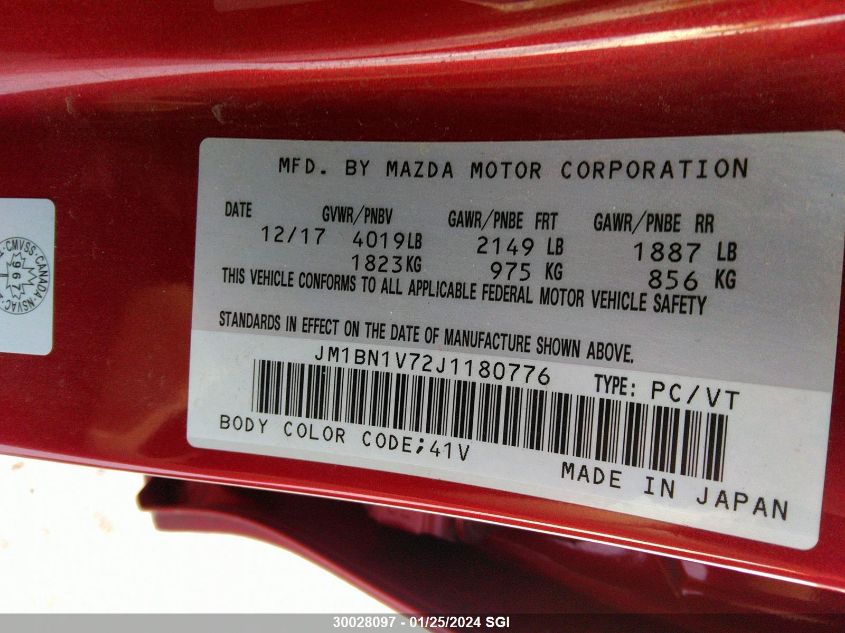 MFD. BY MAZDA MOTOR CORPORATION
DATE GVWR/PNBV GAWR/PNBE FRT GAWR/PNBE RR
12/17 4019LB 2149 LB 1887 LB
1823KG 975 KG 856 KG
THIS VEHICLE CONFORMS TO ALL APPLICABLE FEDERAL MOTOR VEHICLE SAFETY
STANDARDS IN EFFECT ON THE DATE OF MANUFACTURE SHOWN ABOVE.
JM1BN1V72J1180776 TYPE: PC/VT
BODY COLOR CODE;41V
MADE IN JAPAN
CMVSS·CANADA·NSVAC
30028097 - 01/25/2024 SGI